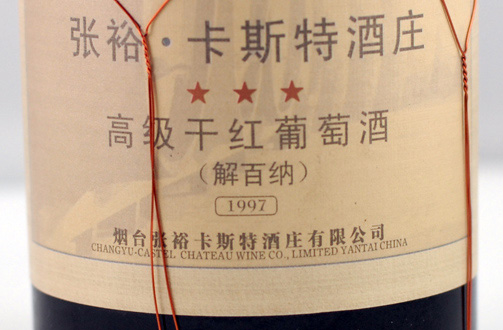 张裕·卡斯特酒庄
★ ★ ★
高级干红葡萄酒
(解百纳)
1997
烟台张裕卡斯特酒庄有限公司
CHANGYU-CASTEL CHATEAU WINE CO., LIMITED YANTAI CHINA